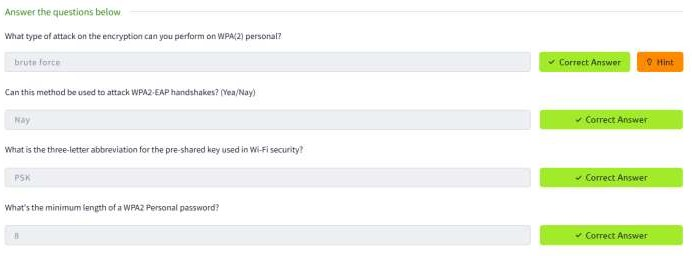 Answer the questions below
What type of attack on the encryption can you perform on WPA(2) personal?
brute force
Correct Answer
Hint
Can this method be used to attack WPA2-EAP handshakes? (Yea/Nay)
Nay
Correct Answer
What is the three-letter abbreviation for the pre-shared key used in Wi-Fi security?
PSK
Correct Answer
What's the minimum length of a WPA2 Personal password?
8
Correct Answer